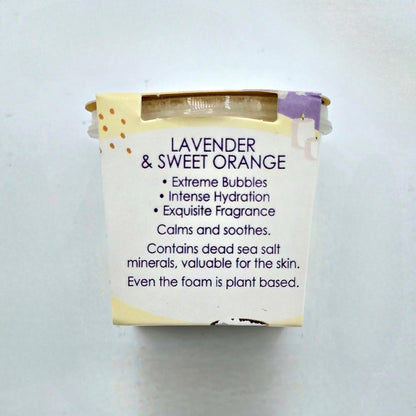 LAVENDER
& SWEET ORANGE
• Extreme Bubbles
• Intense Hydration
• Exquisite Fragrance
Calms and soothes.
Contains dead sea salt
minerals, valuable for the skin.
Even the foam is plant based.